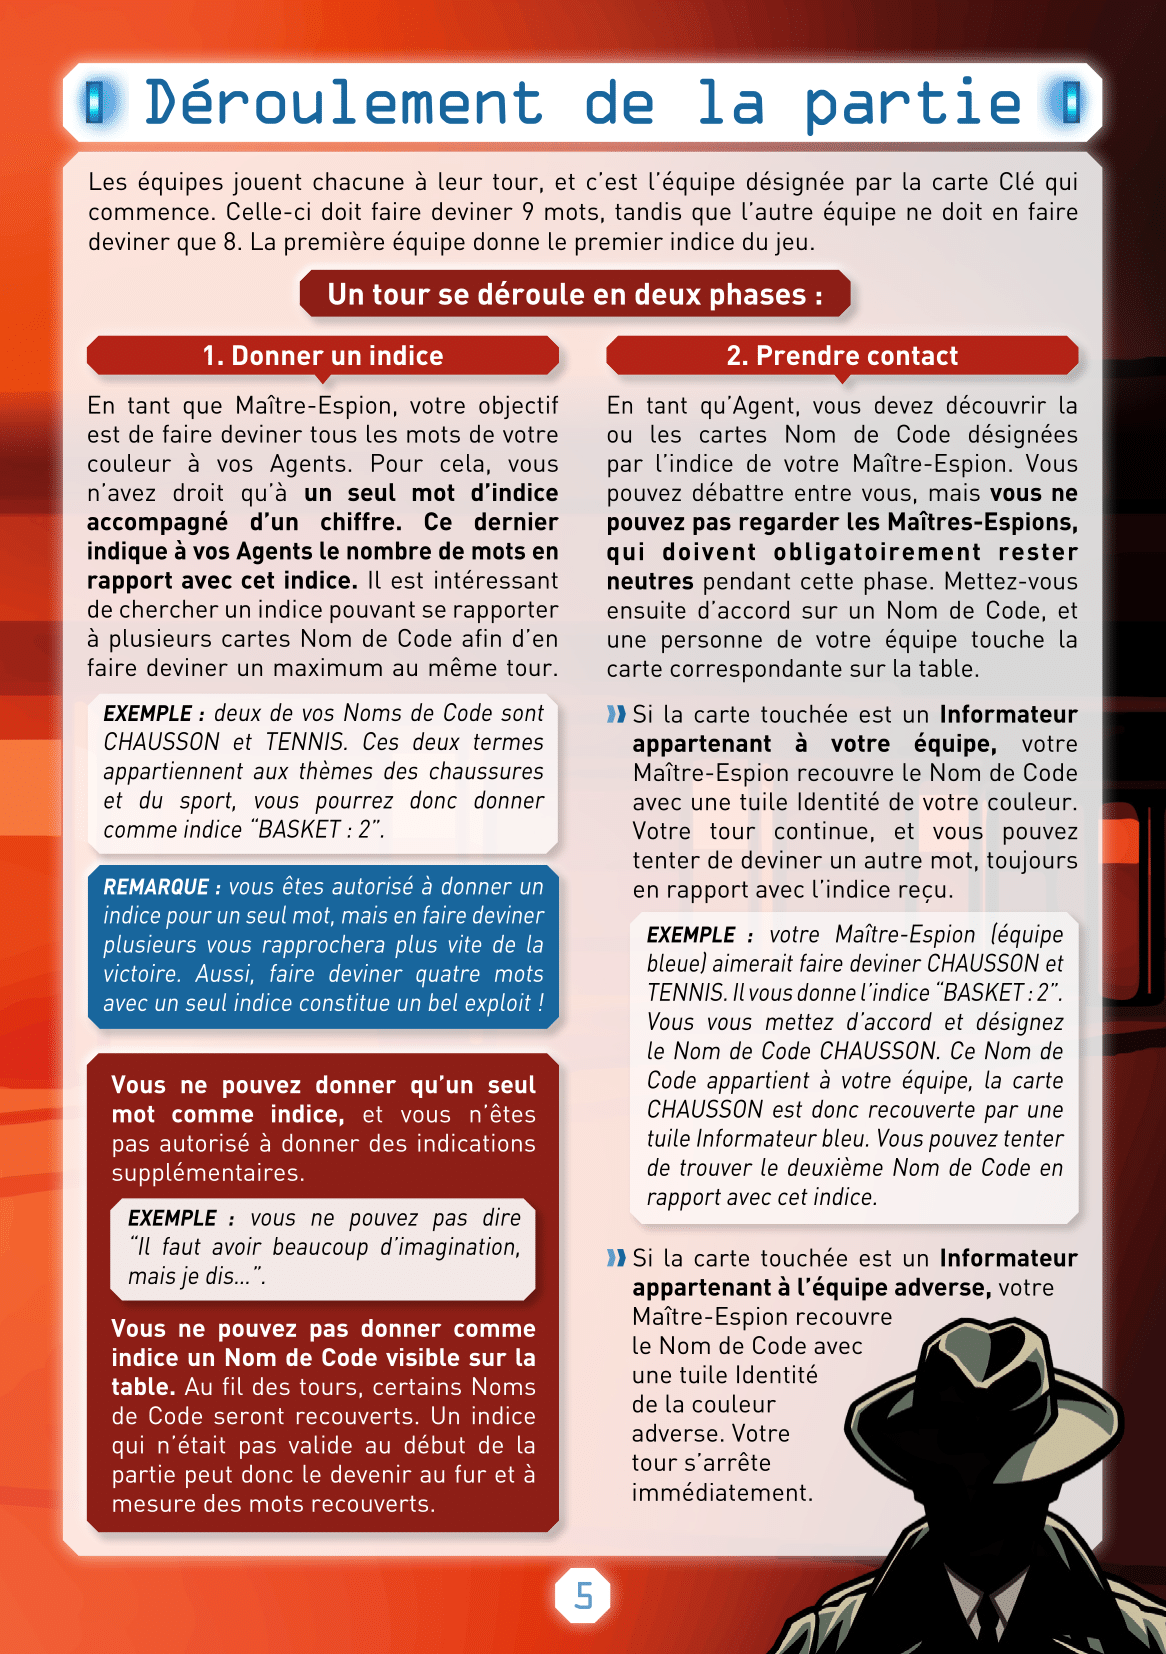 Déroulement de la partie
Les équipes jouent chacune à leur tour, et c’est l’équipe désignée par la carte Clé qui
commence. Celle-ci doit faire deviner 9 mots, tandis que l’autre équipe ne doit en faire
deviner que 8. La première équipe donne le premier indice du jeu.
Un tour se déroule en deux phases :
1. Donner un indice
En tant que Maître-Espion, votre objectif
est de faire deviner tous les mots de votre
couleur à vos Agents. Pour cela, vous
n’avez droit qu’à un seul mot d’indice
accompagné d’un chiffre. Ce dernier
indique à vos Agents le nombre de mots en
rapport avec cet indice. Il est intéressant
de chercher un indice pouvant se rapporter
à plusieurs cartes Nom de Code afin d’en
faire deviner un maximum au même tour.
EXEMPLE : deux de vos Noms de Code sont
CHAUSSON et TENNIS. Ces deux termes
appartiennent aux thèmes des chaussures
et du sport, vous pourrez donc donner
comme indice “BASKET : 2”.
REMARQUE : vous êtes autorisé à donner un
indice pour un seul mot, mais en faire deviner
plusieurs vous rapprochera plus vite de la
victoire. Aussi, faire deviner quatre mots
avec un seul indice constitue un bel exploit !
Vous ne pouvez donner qu’un seul
mot comme indice, et vous n’êtes
pas autorisé à donner des indications
supplémentaires.
EXEMPLE : vous ne pouvez pas dire
“Il faut avoir beaucoup d’imagination,
mais je dis...”.
Vous ne pouvez pas donner comme
indice un Nom de Code visible sur la
table. Au fil des tours, certains Noms
de Code seront recouverts. Un indice
qui n’était pas valide au début de la
partie peut donc le devenir au fur et à
mesure des mots recouverts.
2. Prendre contact
En tant qu’Agent, vous devez découvrir la
ou les cartes Nom de Code désignées
par l’indice de votre Maître-Espion. Vous
pouvez débattre entre vous, mais vous ne
pouvez pas regarder les Maîtres-Espions,
qui doivent obligatoirement rester
neutres pendant cette phase. Mettez-vous
ensuite d’accord sur un Nom de Code, et
une personne de votre équipe touche la
carte correspondante sur la table.
Si la carte touchée est un Informateur
appartenant à votre équipe, votre
Maître-Espion recouvre le Nom de Code
avec une tuile Identité de votre couleur.
Votre tour continue, et vous pouvez
tenter de deviner un autre mot, toujours
en rapport avec l’indice reçu.
EXEMPLE : votre Maître-Espion (équipe
bleue) aimerait faire deviner CHAUSSON et
TENNIS. Il vous donne l’indice “BASKET : 2”.
Vous vous mettez d’accord et désignez
le Nom de Code CHAUSSON. Ce Nom de
Code appartient à votre équipe, la carte
CHAUSSON est donc recouverte par une
tuile Informateur bleu. Vous pouvez tenter
de trouver le deuxième Nom de Code en
rapport avec cet indice.
Si la carte touchée est un Informateur
appartenant à l’équipe adverse, votre
Maître-Espion recouvre
le Nom de Code avec
une tuile Identité
de la couleur
adverse. Votre
tour s’arrête
immédiatement.
5